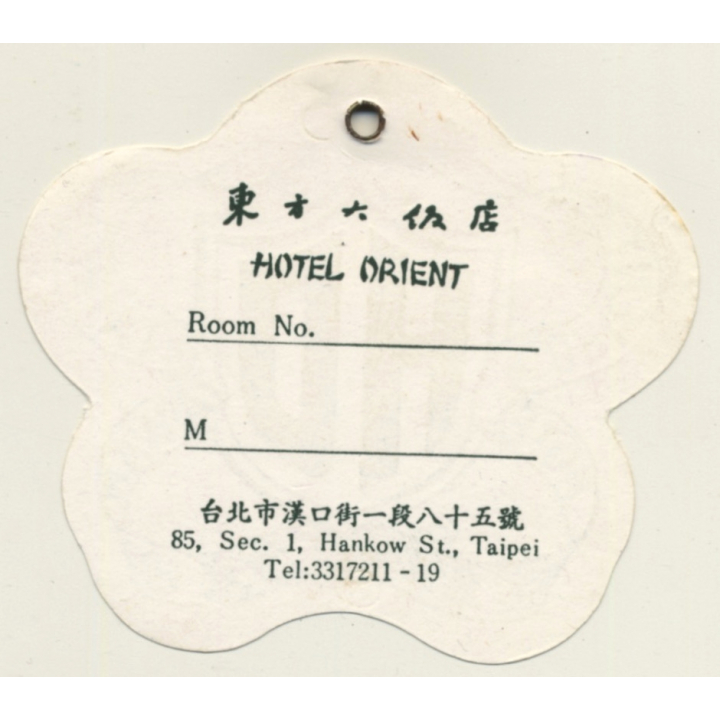 東方大飯店
HOTEL ORIENT
Room No.
M
台北市漢口街一段八十五號
85, Sec. 1, Hankow St., Taipei
Tel:3317211-19